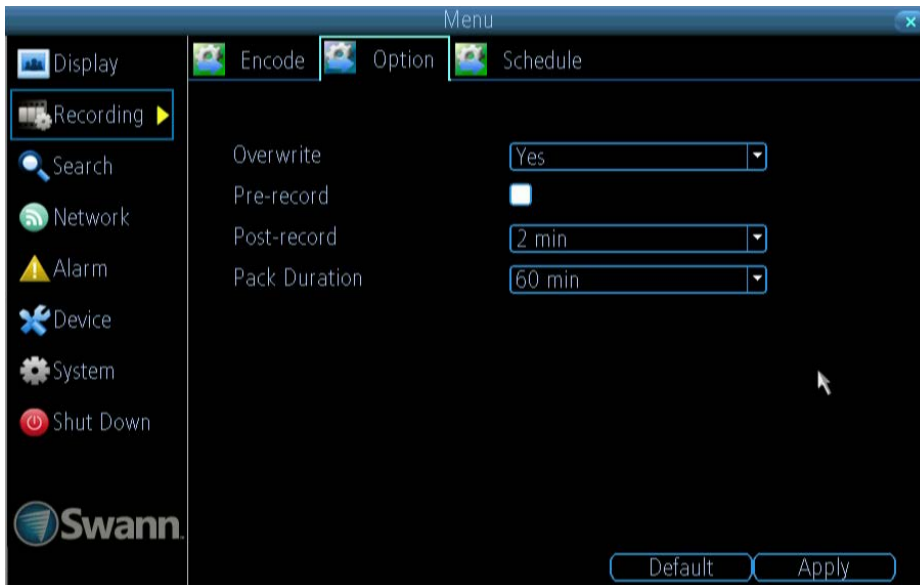 Menu
Display
Recording
Search
Network
Alarm
Device
System
Shut Down
Swann
Encode Option Schedule
Overwrite Yes
Pre-record
Post-record 2 min
Pack Duration 60 min
Default Apply